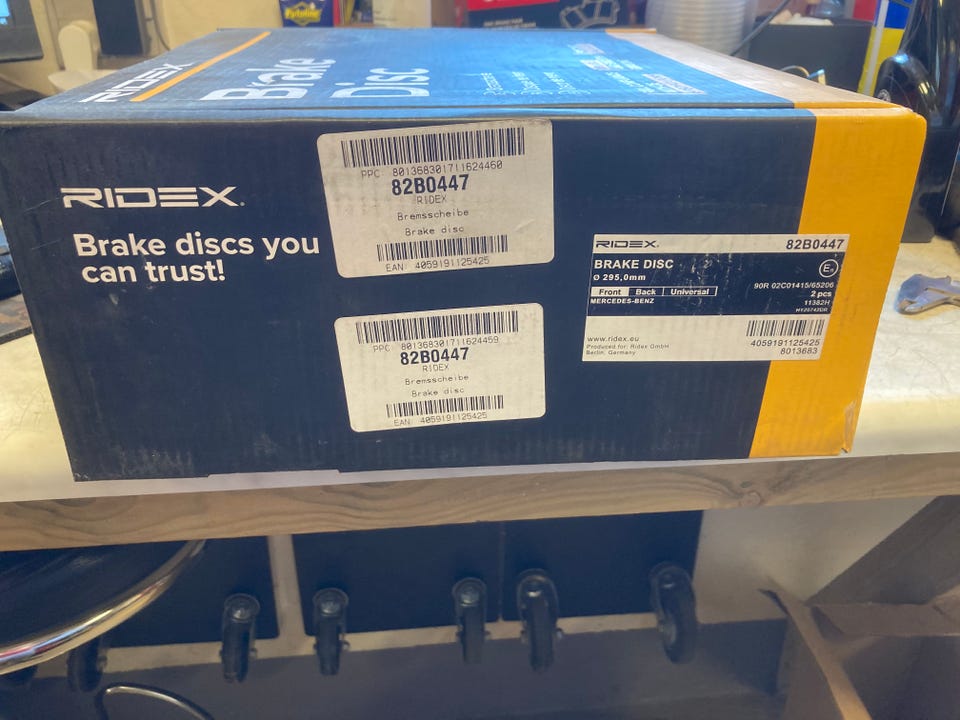 RIDEX
Brake
Disc
RIDEX
Brake discs you
can trust!
PPC 801368301711624460
82B0447
RIDEX
Bremsscheibe
Brake disc
EAN 4059191125425
PPC 801368301711624459
82B0447
RIDEX
Bremsscheibe
Brake disc
EAN 4059191125425
RIDEX 82B0447
BRAKE DISC
Ø 295,0mm
Front Back Universal
MERCEDES-BENZ
90R 02C01415/65206
2 pcs
11382H
www.ridex.eu
Produced for: Ridex GmbH
Berlin, Germany
4059191125425
8013683